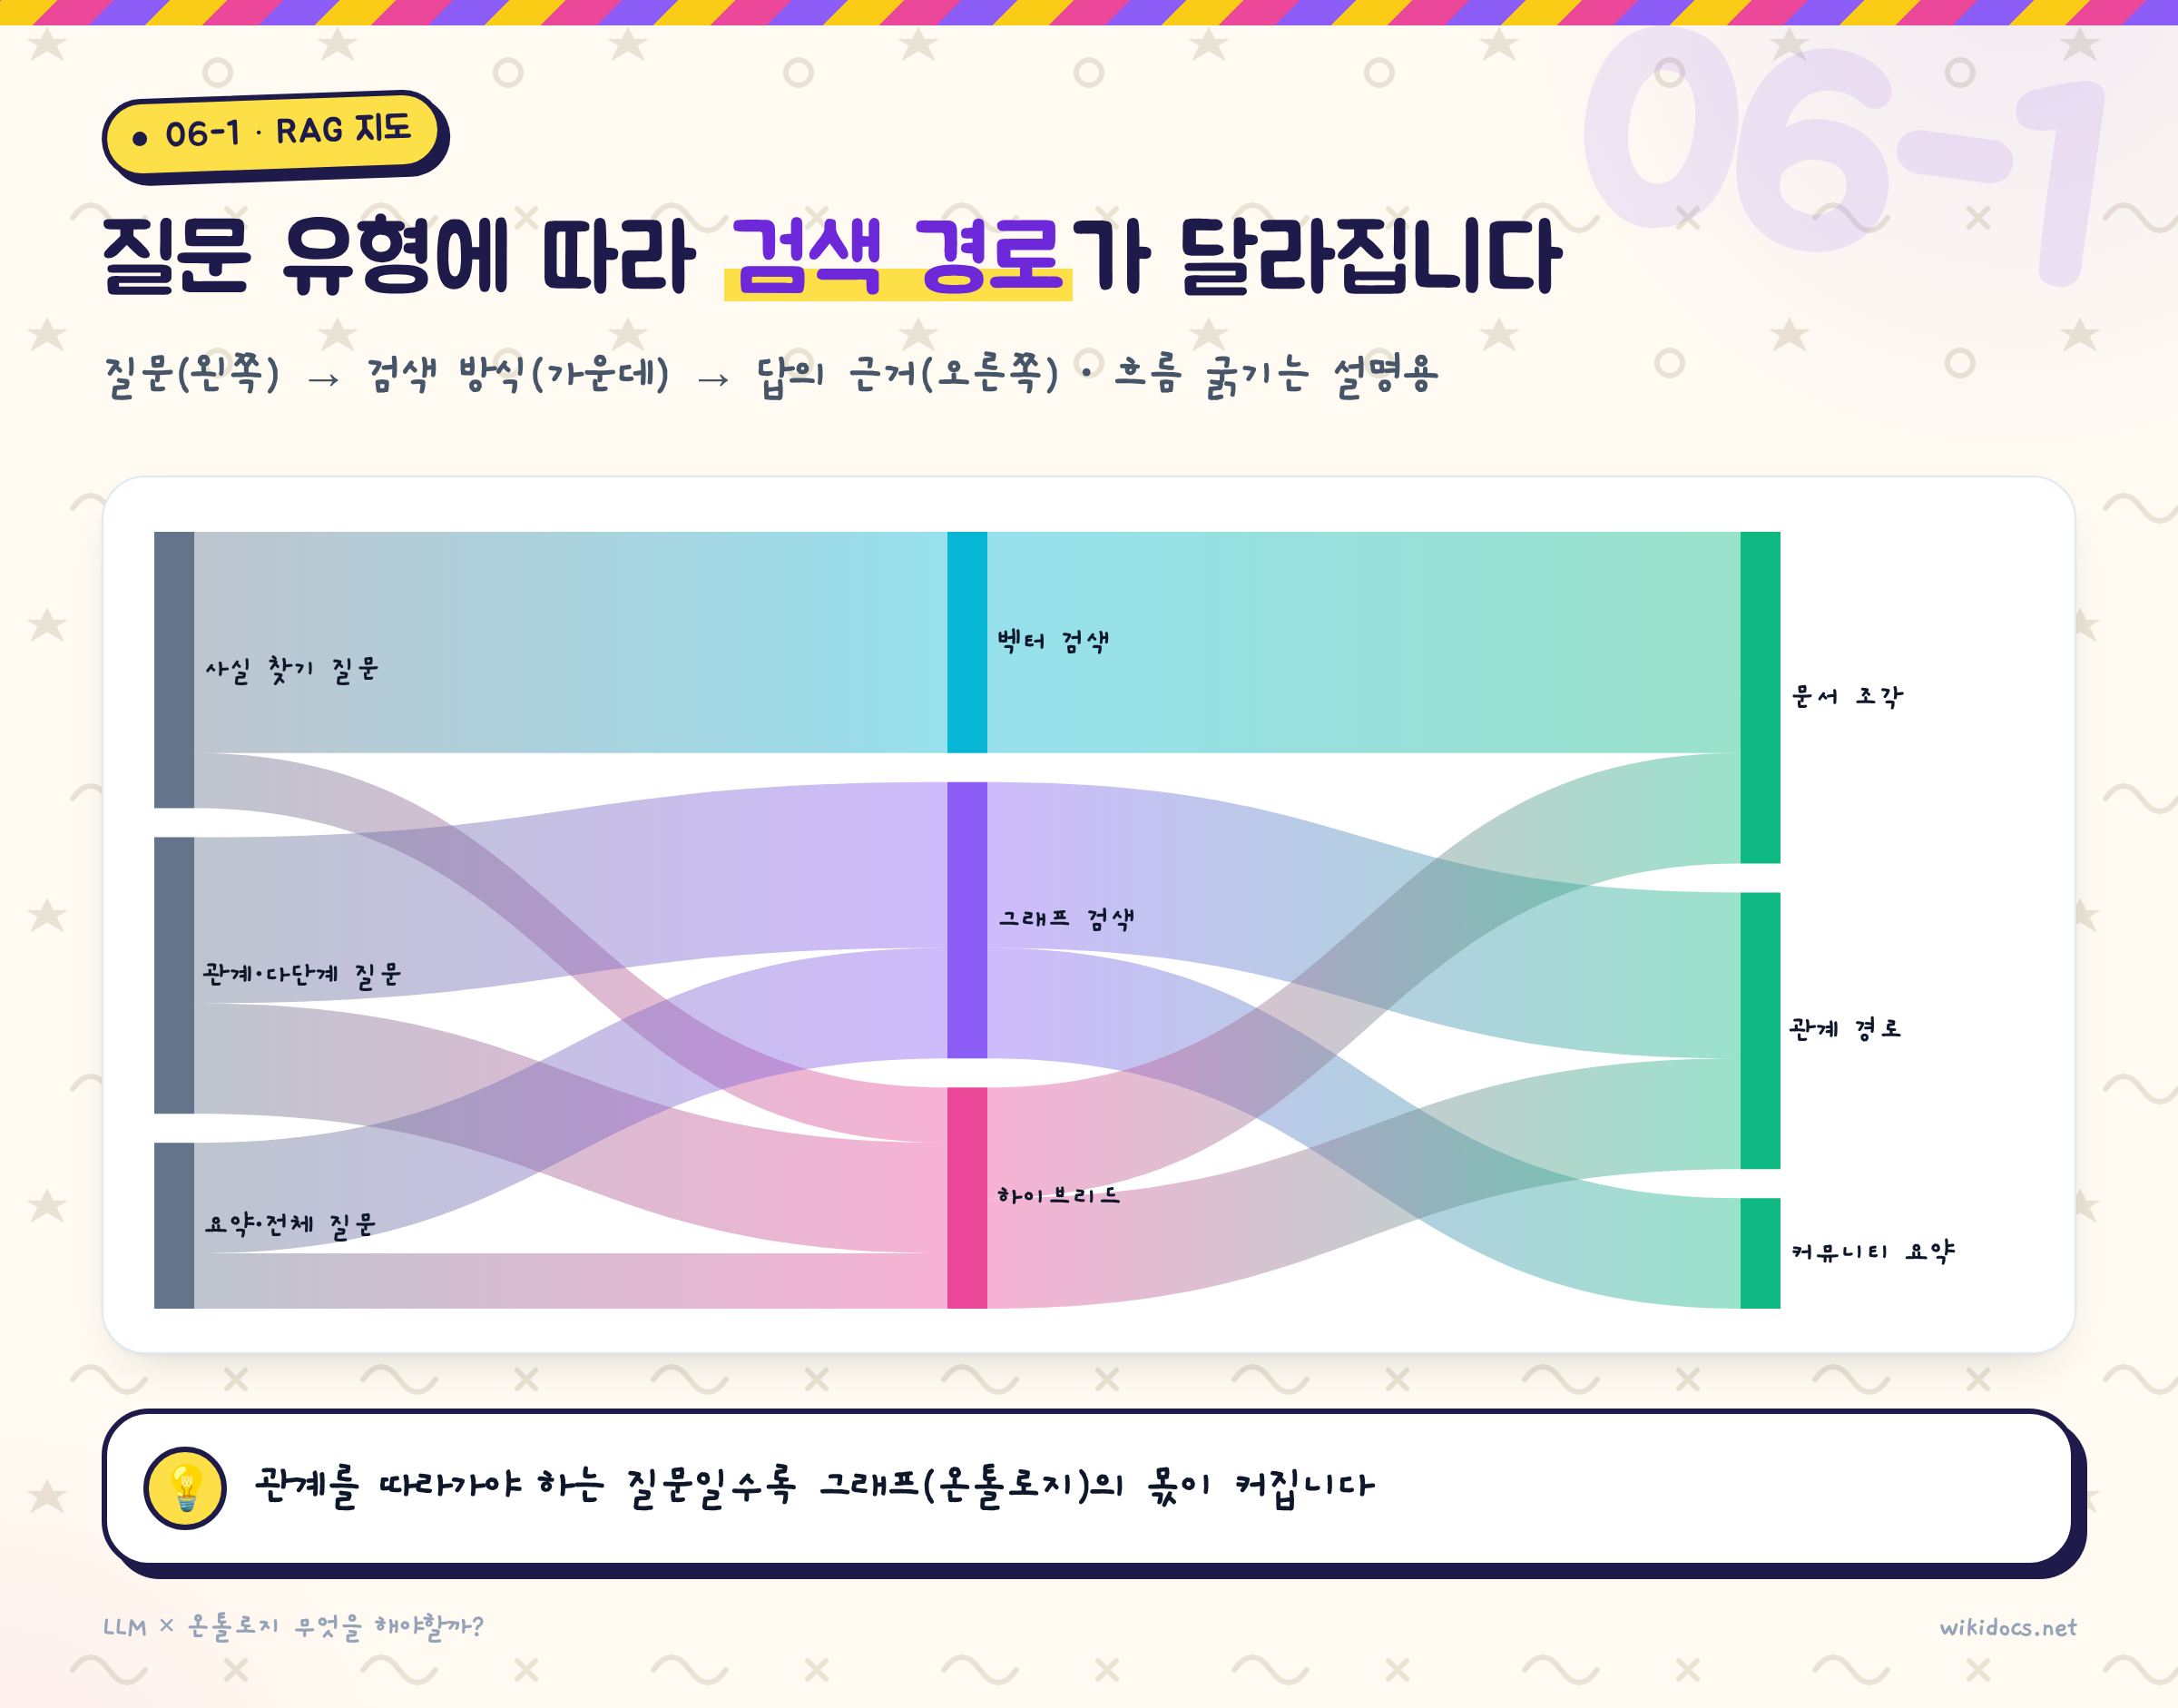 06-1
06-1 · RAG 지도
질문 유형에 따라 검색 경로가 달라집니다
질문(왼쪽) → 검색 방식(가운데) → 답의 근거(오른쪽) · 흐름 굵기는 설명용
사실 찾기 질문
관계·다단계 질문
요약·전체 질문
벡터 검색
그래프 검색
하이브리드
문서 조각
관계 경로
커뮤니티 요약
관계를 따라가야 하는 질문일수록 그래프(온톨로지)의 몫이 커집니다
LLM × 온톨로지 무엇을 해야할까?
wikidocs.net